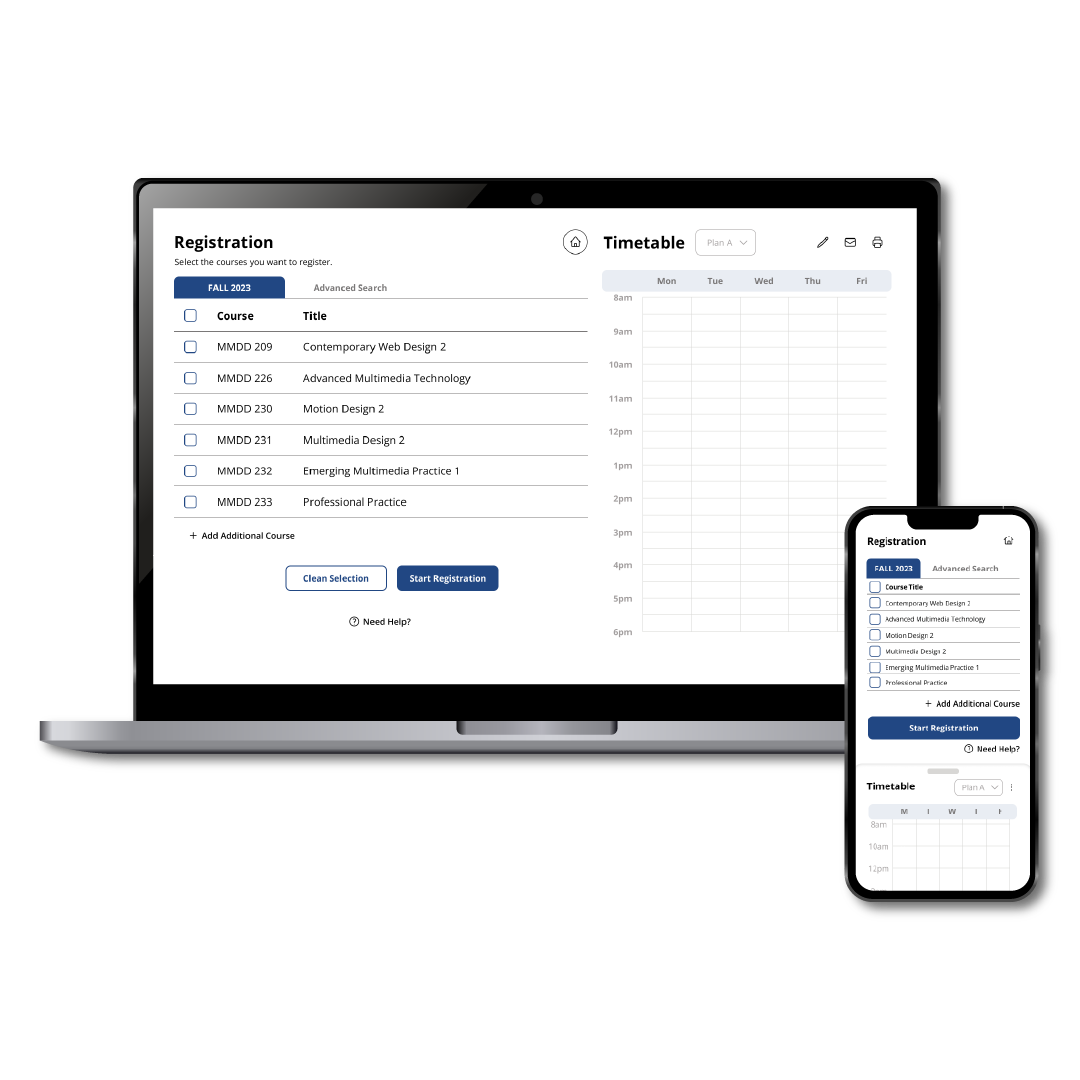 Registration
Select the courses you want to register.
FALL 2023 Advanced Search
Course Title
MMDD 209 Contemporary Web Design 2
MMDD 226 Advanced Multimedia Technology
MMDD 230 Motion Design 2
MMDD 231 Multimedia Design 2
MMDD 232 Emerging Multimedia Practice 1
MMDD 233 Professional Practice
+ Add Additional Course
Clean Selection Start Registration
? Need Help?
Timetable Plan A
Mon Tue Wed Thu Fri
8am
9am
10am
11am
12pm
1pm
2pm
3pm
4pm
5pm
6pm
Registration
FALL 2023 Advanced Search
Course Title
Contemporary Web Design 2
Advanced Multimedia Technology
Motion Design 2
Multimedia Design 2
Emerging Multimedia Practice 1
Professional Practice
+ Add Additional Course
Start Registration
? Need Help?
Timetable Plan A
M W
8am
10am
12pm